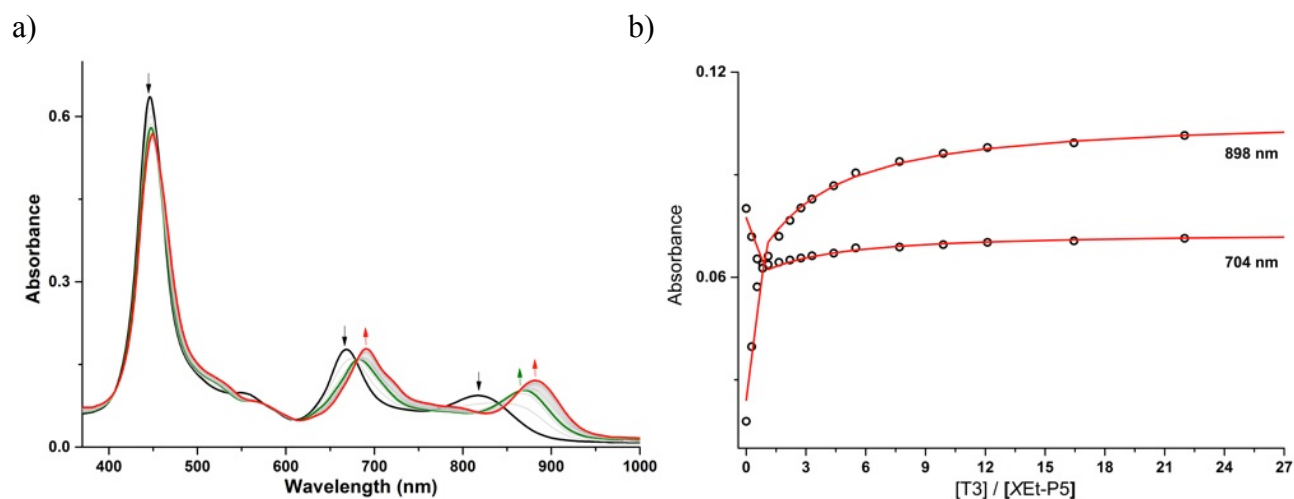 a)
b)
0.6
0.3
0.0
Absorbance
400 500 600 700 800 900 1000
Wavelength (nm)
0.12
0.06
Absorbance
898 nm
704 nm
0 3 6 9 12 15 18 21 24 27
[T3] / [XEt-P5]